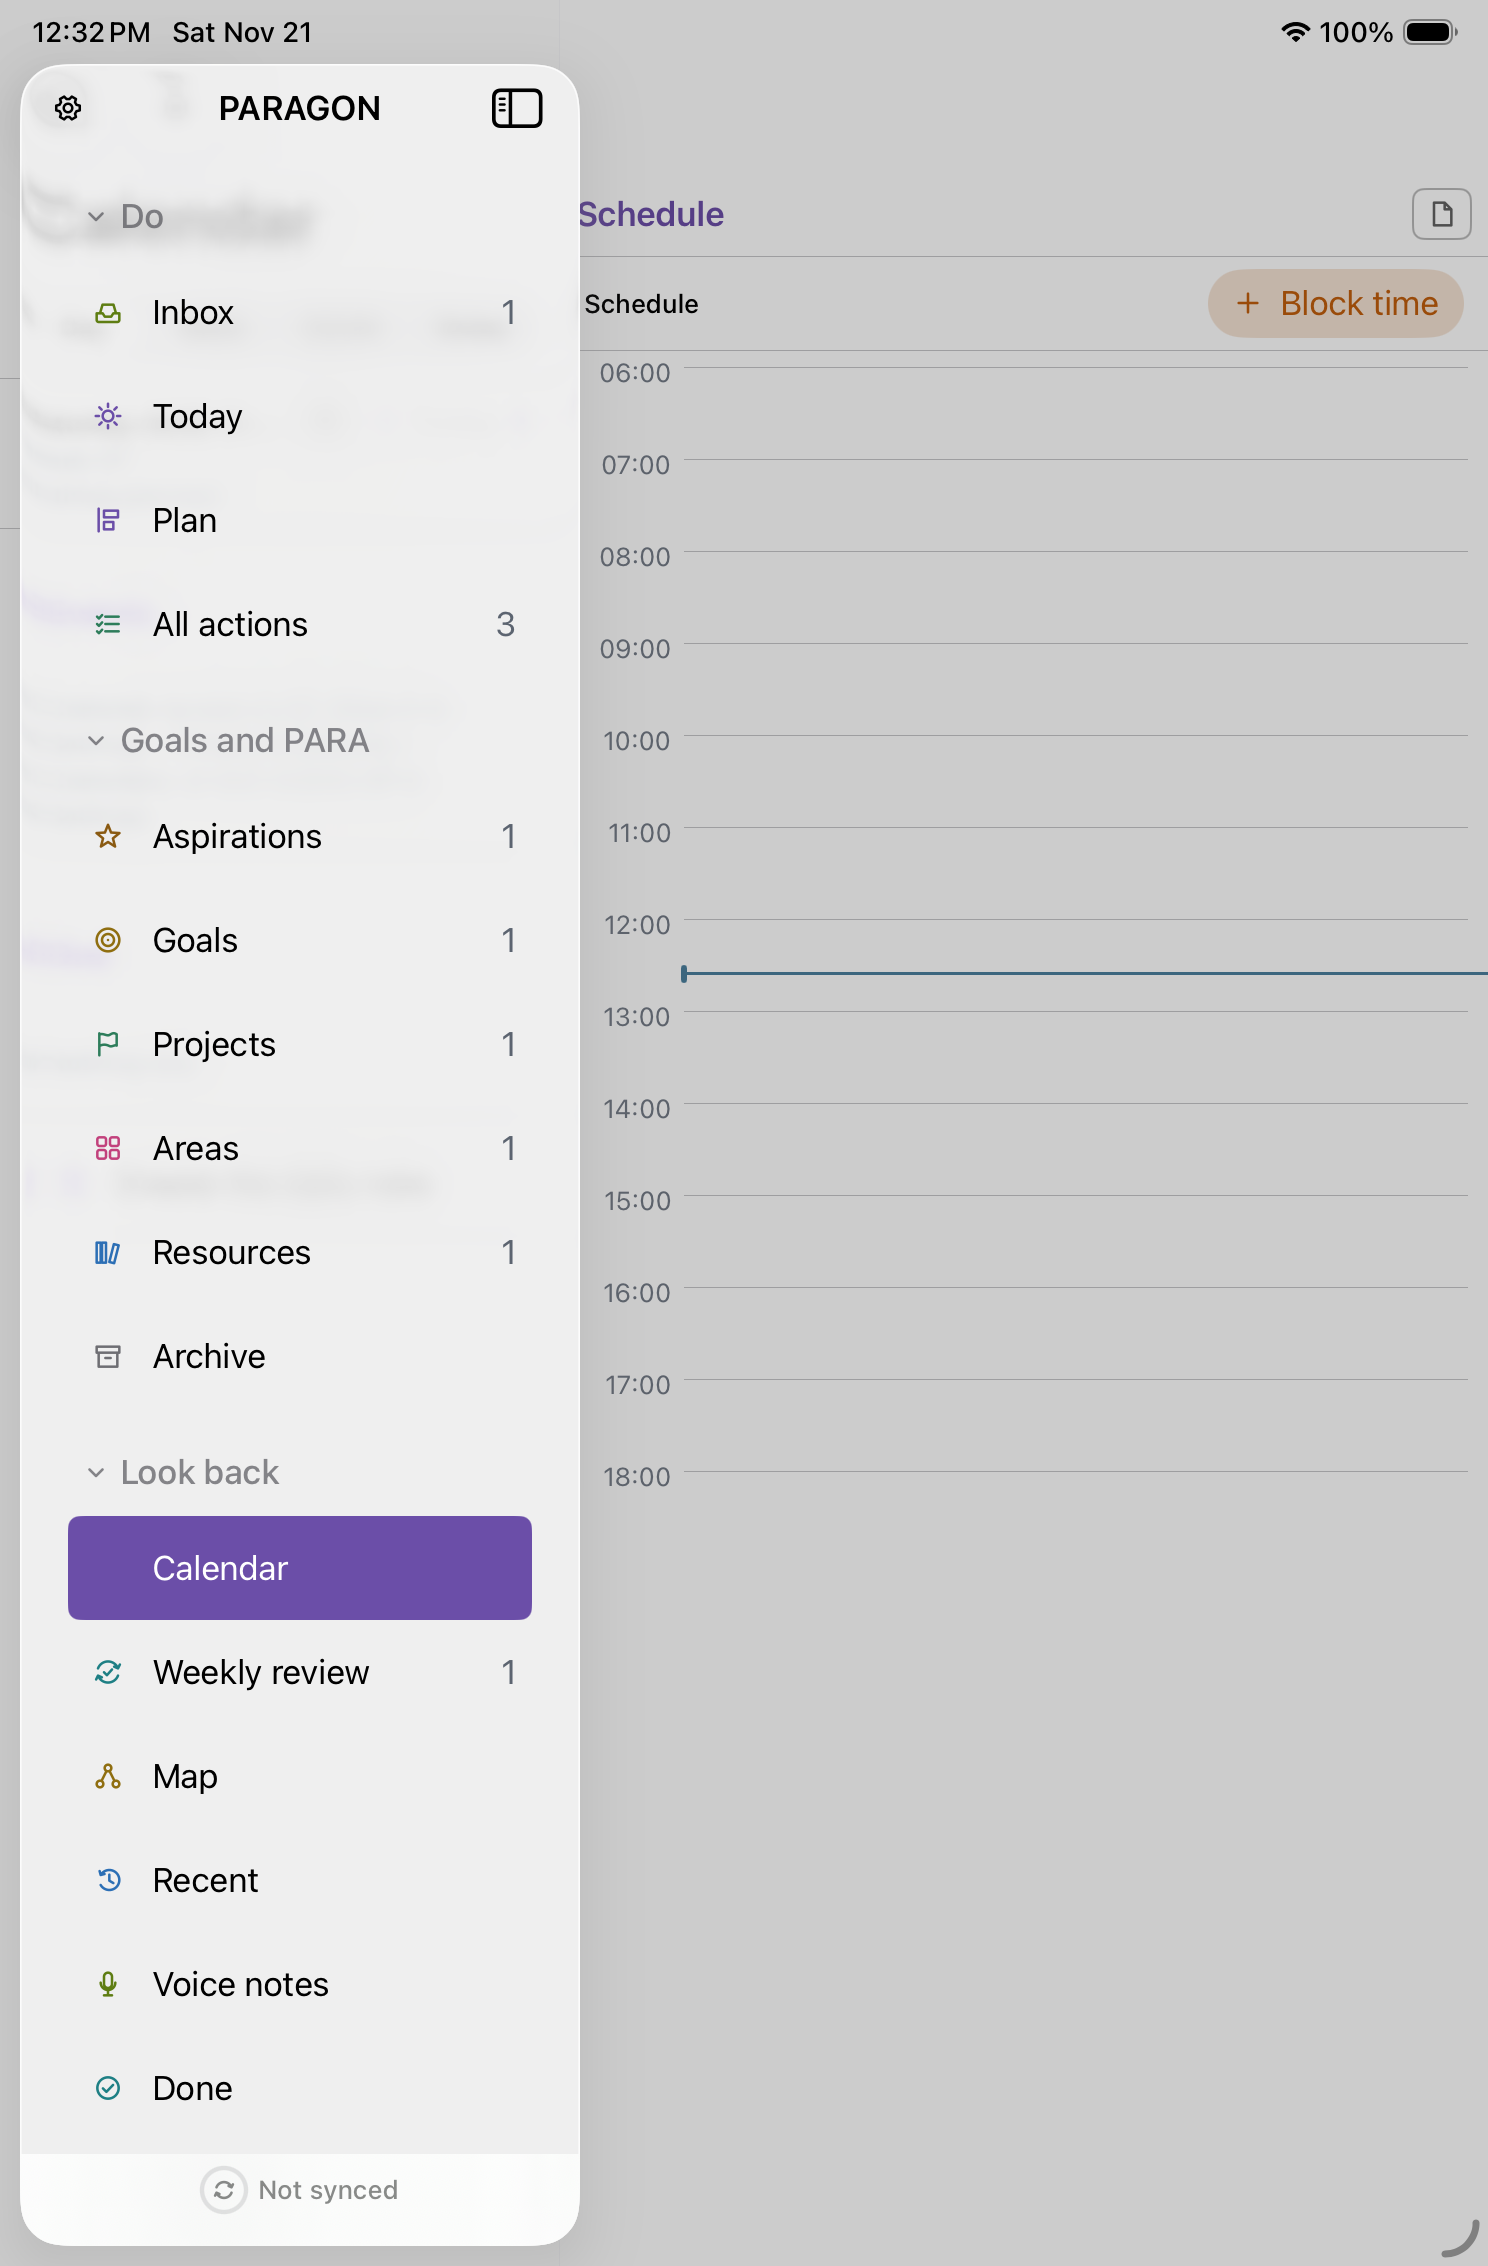 12:32 PM Sat Nov 21
100%
PARAGON
Do
Inbox 1
Today
Plan
All actions 3
Goals and PARA
Aspirations 1
Goals 1
Projects 1
Areas 1
Resources 1
Archive
Look back
Calendar
Weekly review 1
Map
Recent
Voice notes
Done
Not synced
Schedule
Schedule
+ Block time
06:00
07:00
08:00
09:00
10:00
11:00
12:00
13:00
14:00
15:00
16:00
17:00
18:00